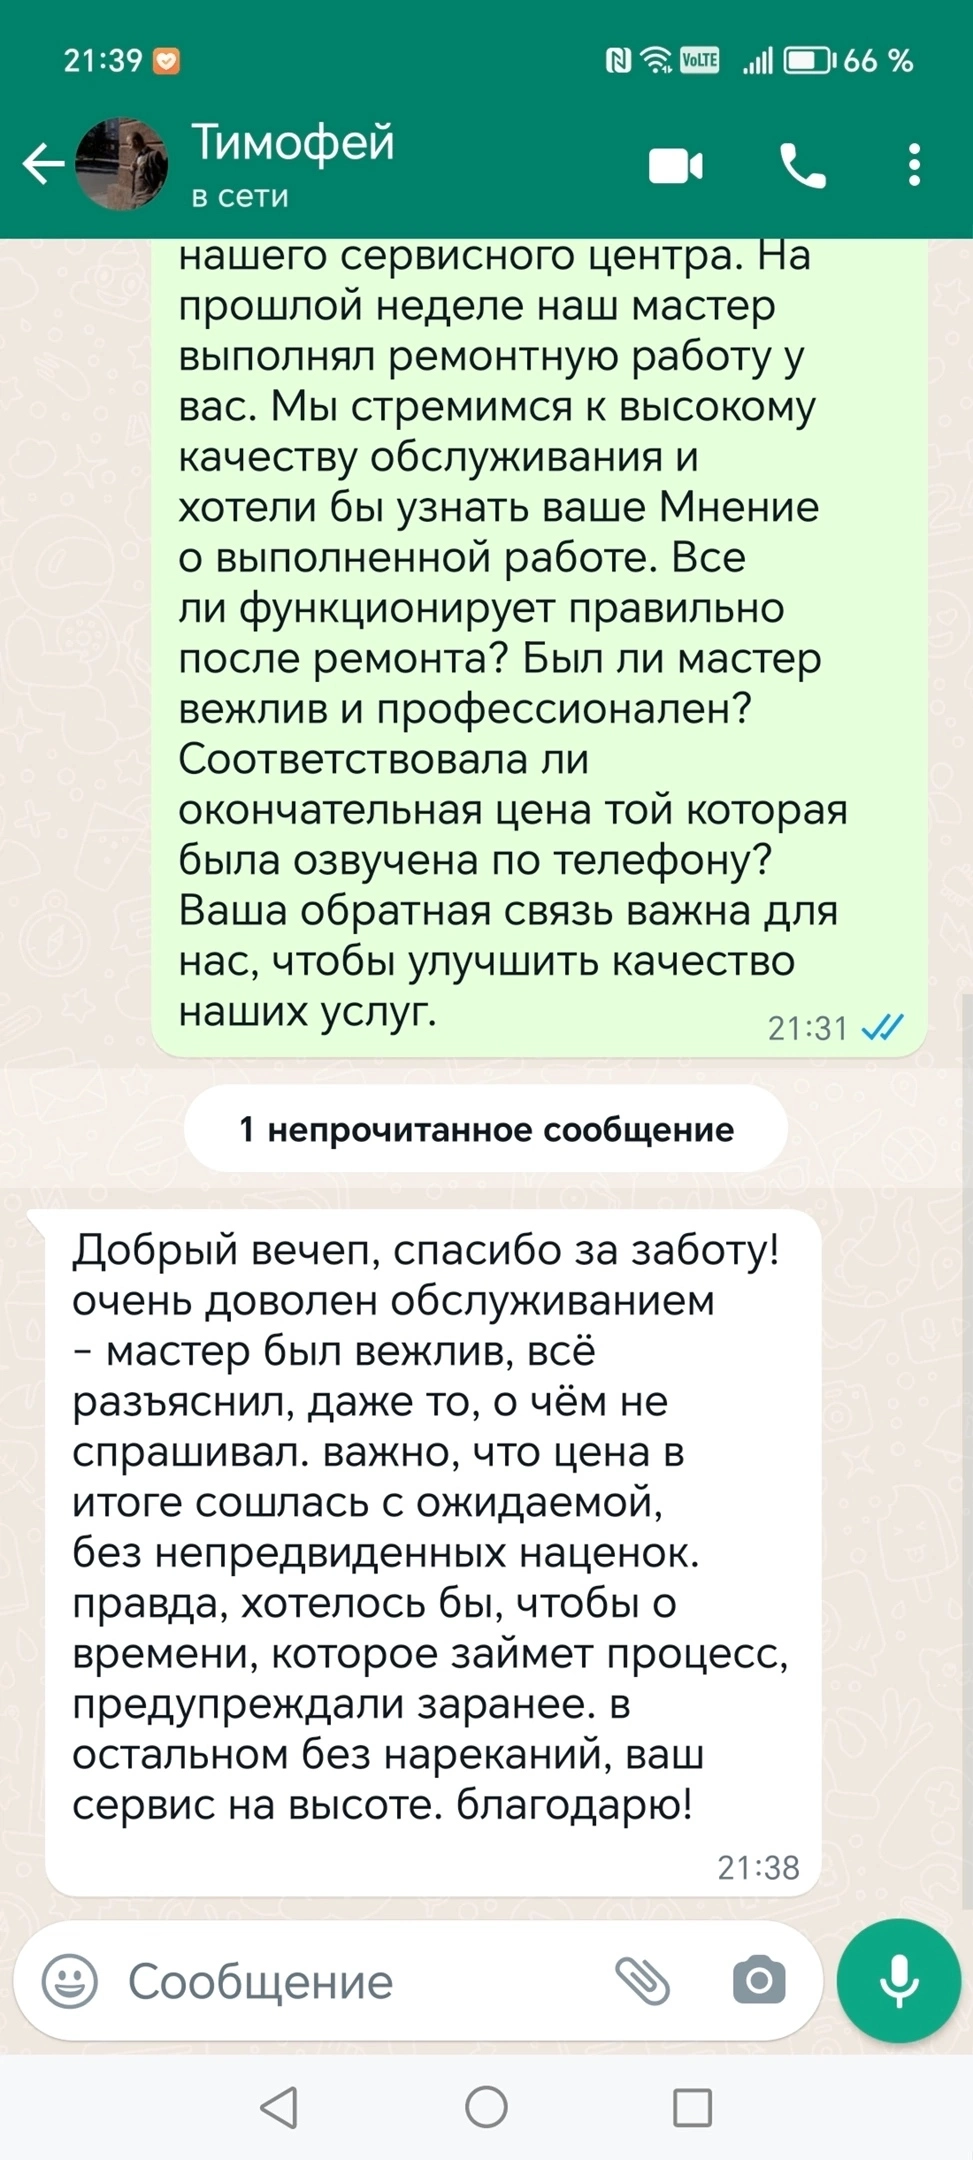 21:39 VoLTE 66 %
Тимофей
в сети
нашего сервисного центра. На
прошлой неделе наш мастер
выполнял ремонтную работу у
вас. Мы стремимся к высокому
качеству обслуживания и
хотели бы узнать ваше Мнение
о выполненной работе. Все
ли функционирует правильно
после ремонта? Был ли мастер
вежлив и профессионален?
Соответствовала ли
окончательная цена той которая
была озвучена по телефону?
Ваша обратная связь важна для
нас, чтобы улучшить качество
наших услуг.
21:31
1 непрочитанное сообщение
Добрый вечеп, спасибо за заботу!
очень доволен обслуживанием
– мастер был вежлив, всё
разъяснил, даже то, о чём не
спрашивал. важно, что цена в
итоге сошлась с ожидаемой,
без непредвиденных наценок.
правда, хотелось бы, чтобы о
времени, которое займет процесс,
предупреждали заранее. в
остальном без нареканий, ваш
сервис на высоте. благодарю!
21:38
Сообщение